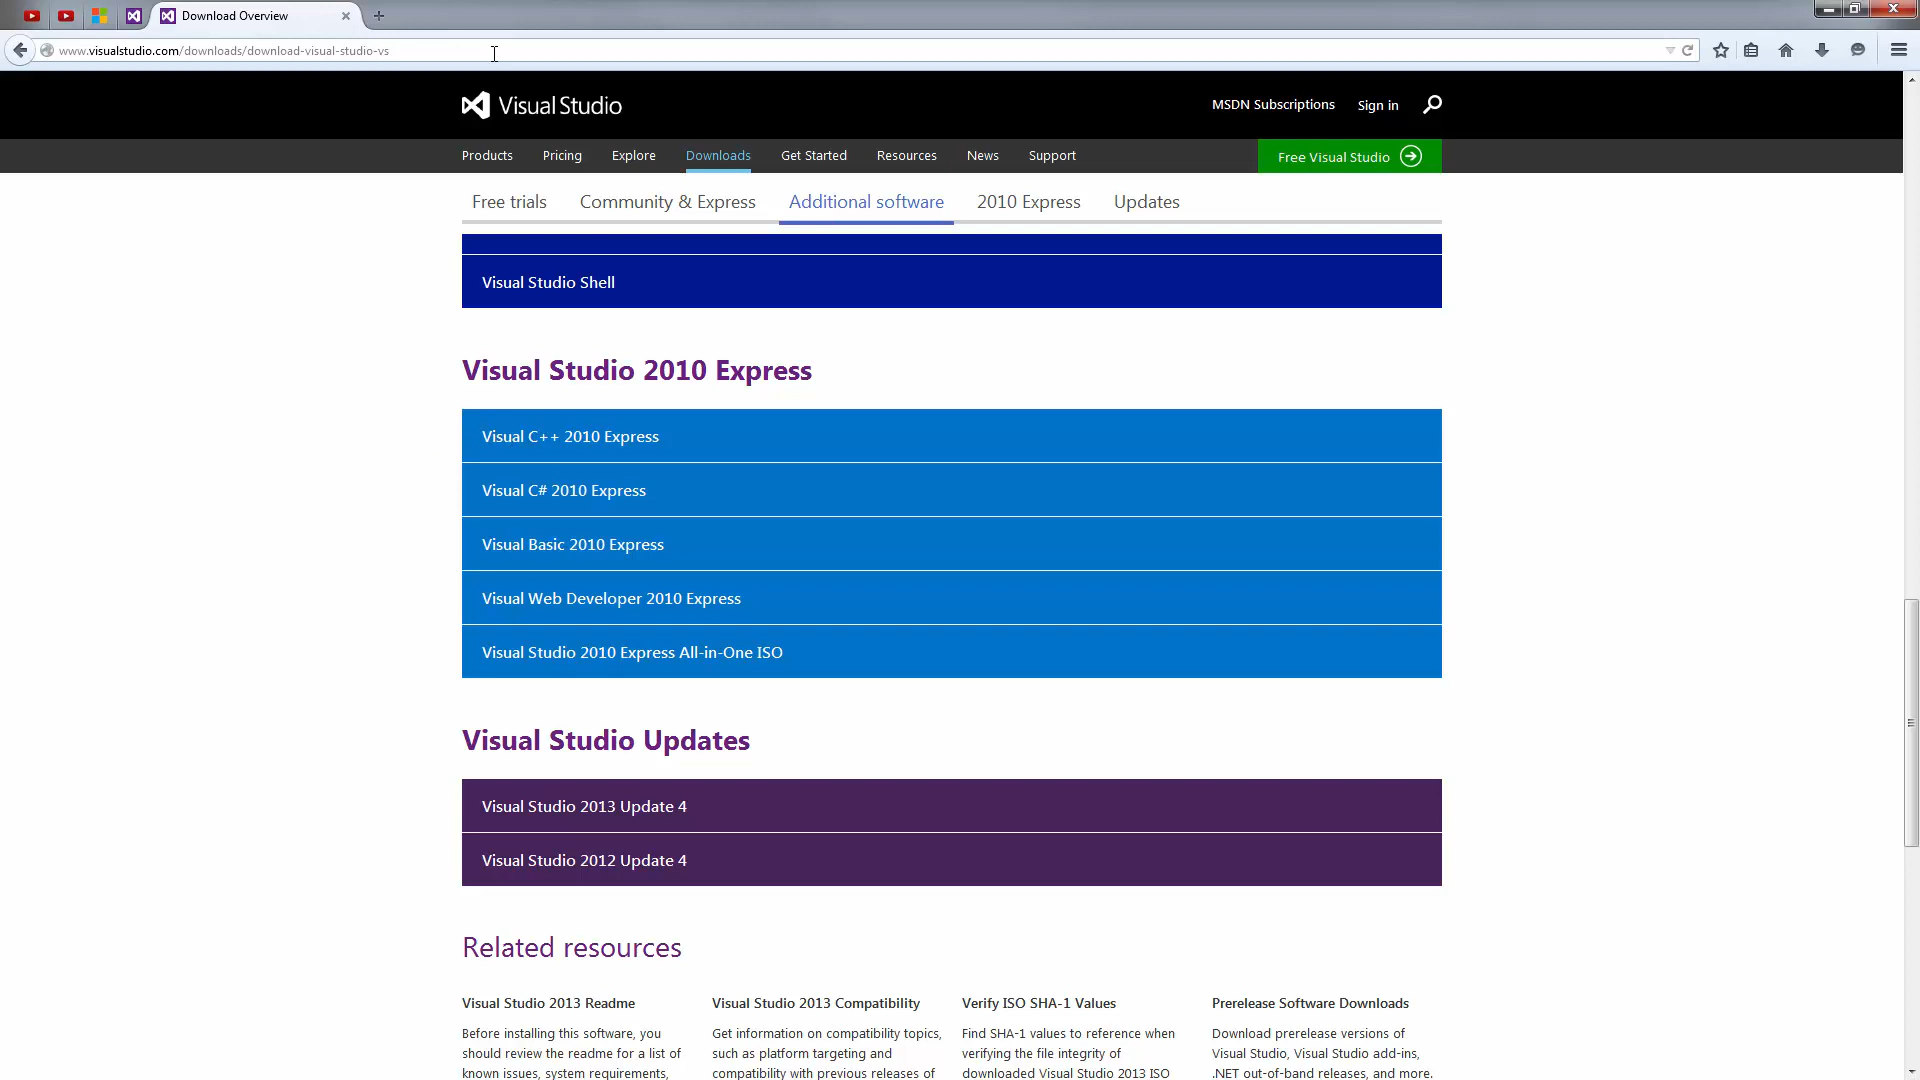 Download Overview
www.visualstudio.com/downloads/download-visual-studio-vs
Visual Studio
MSDN Subscriptions
Sign in
Products
Pricing
Explore
Downloads
Get Started
Resources
News
Support
Free Visual Studio
Free trials
Community & Express
Additional software
2010 Express
Updates
Visual Studio Shell
Visual Studio 2010 Express
Visual C++ 2010 Express
Visual C# 2010 Express
Visual Basic 2010 Express
Visual Web Developer 2010 Express
Visual Studio 2010 Express All-in-One ISO
Visual Studio Updates
Visual Studio 2013 Update 4
Visual Studio 2012 Update 4
Related resources
Visual Studio 2013 Readme
Before installing this software, you
should review the readme for a list of
known issues, system requirements,
Visual Studio 2013 Compatibility
Get information on compatibility topics,
such as platform targeting and
compatibility with previous releases of
Verify ISO SHA-1 Values
Find SHA-1 values to reference when
verifying the file integrity of
downloaded Visual Studio 2013 ISO
Prerelease Software Downloads
Download prerelease versions of
Visual Studio, Visual Studio add-ins,
.NET out-of-band releases, and more.